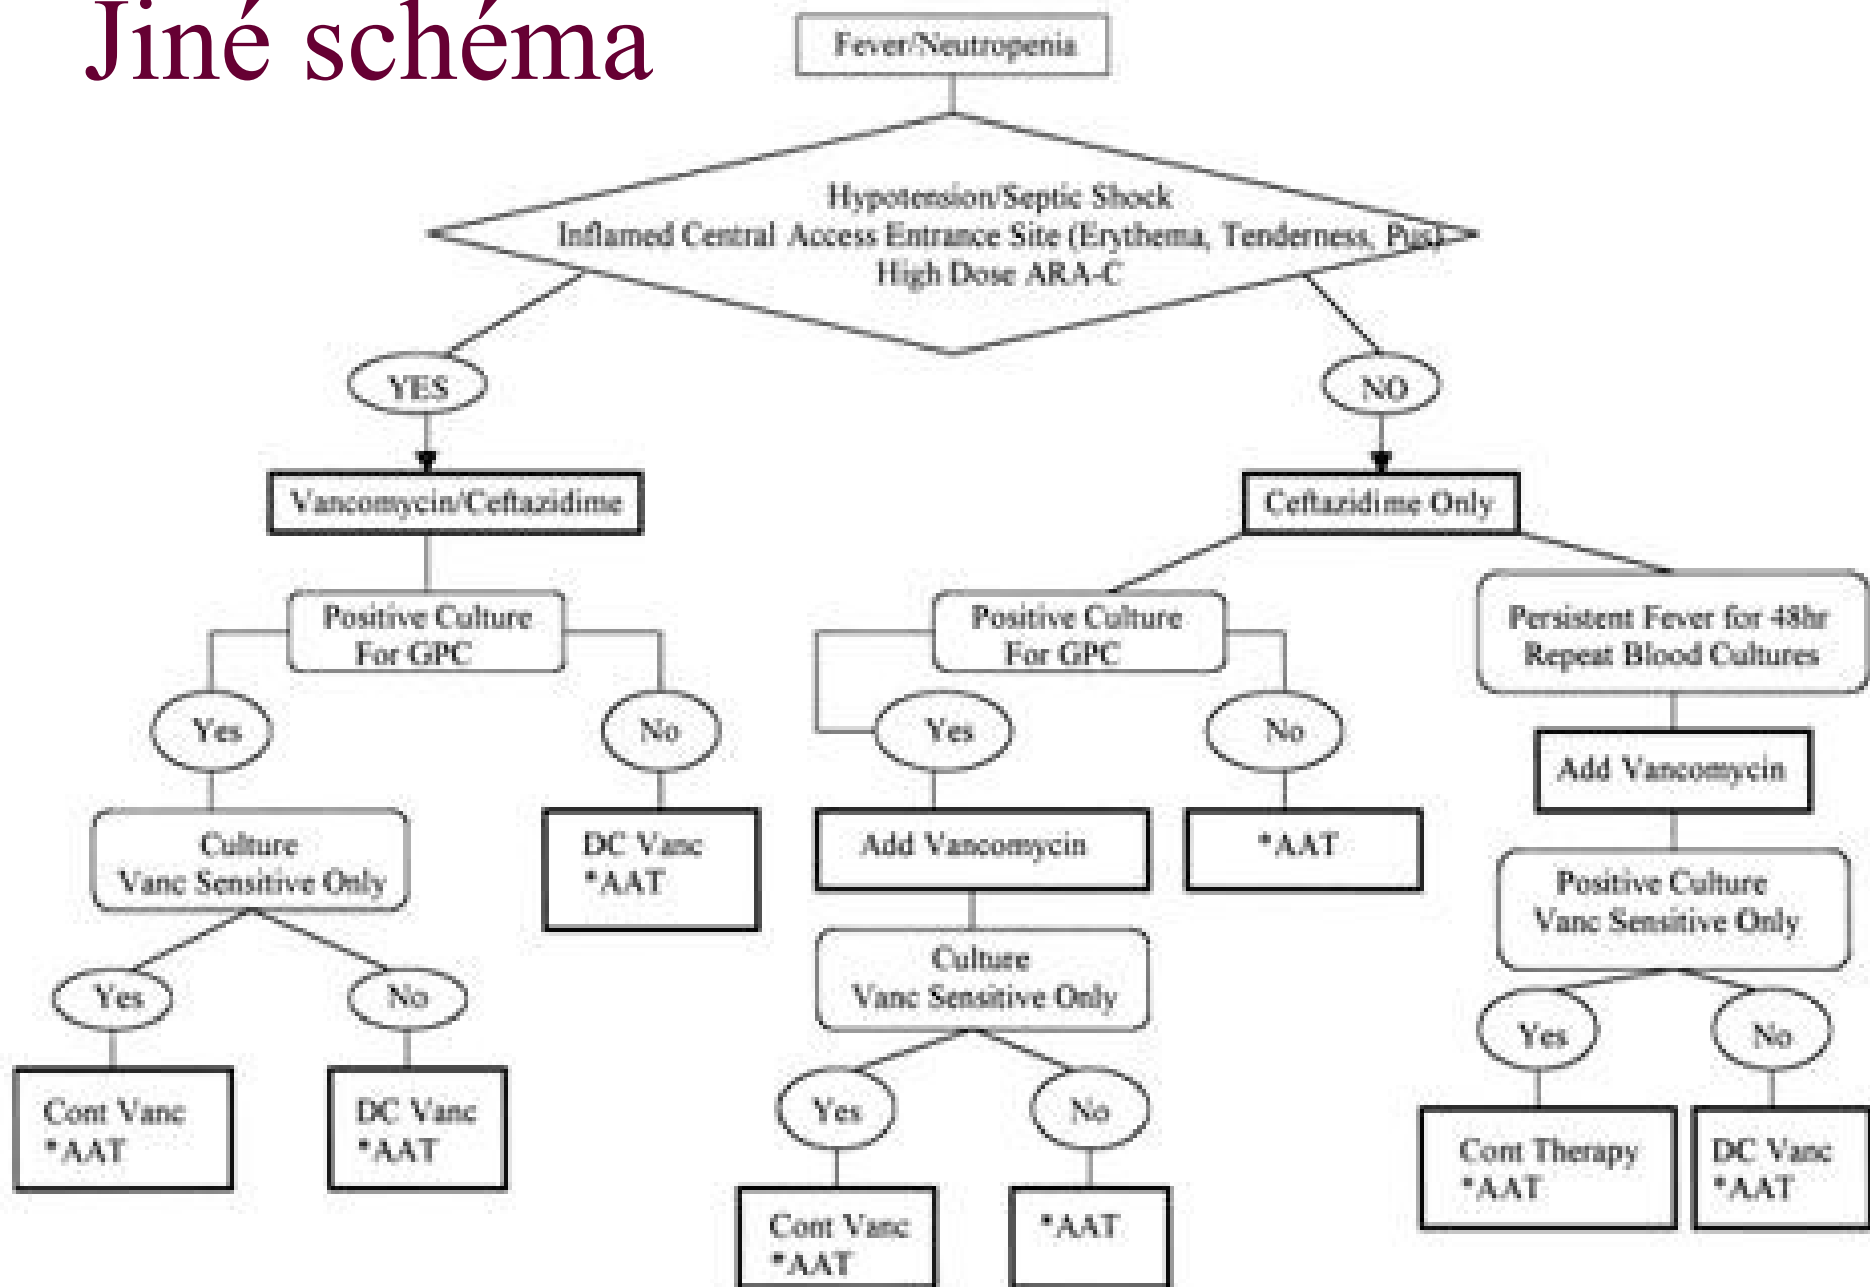 Jiné schéma
Fever/Neutropenia
Hypotension/Septic Shock
Inflamed Central Access Entrance Site (Erythema, Tenderness, Pus)
High Dose ARA-C
YES
NO
Vancomycin/Ceftazidime
Ceftazidime Only
Positive Culture
For GPC
Positive Culture
For GPC
Persistent Fever for 48hr
Repeat Blood Cultures
Yes
No
Yes
No
Add Vancomycin
Culture
Vanc Sensitive Only
DC Vanc
*AAT
Add Vancomycin
*AAT
Positive Culture
Vanc Sensitive Only
Culture
Vanc Sensitive Only
Yes
No
Yes
No
Cont Vanc
*AAT
DC Vanc
*AAT
Yes
No
Cont Therapy
*AAT
DC Vanc
*AAT
Cont Vanc
*AAT
*AAT